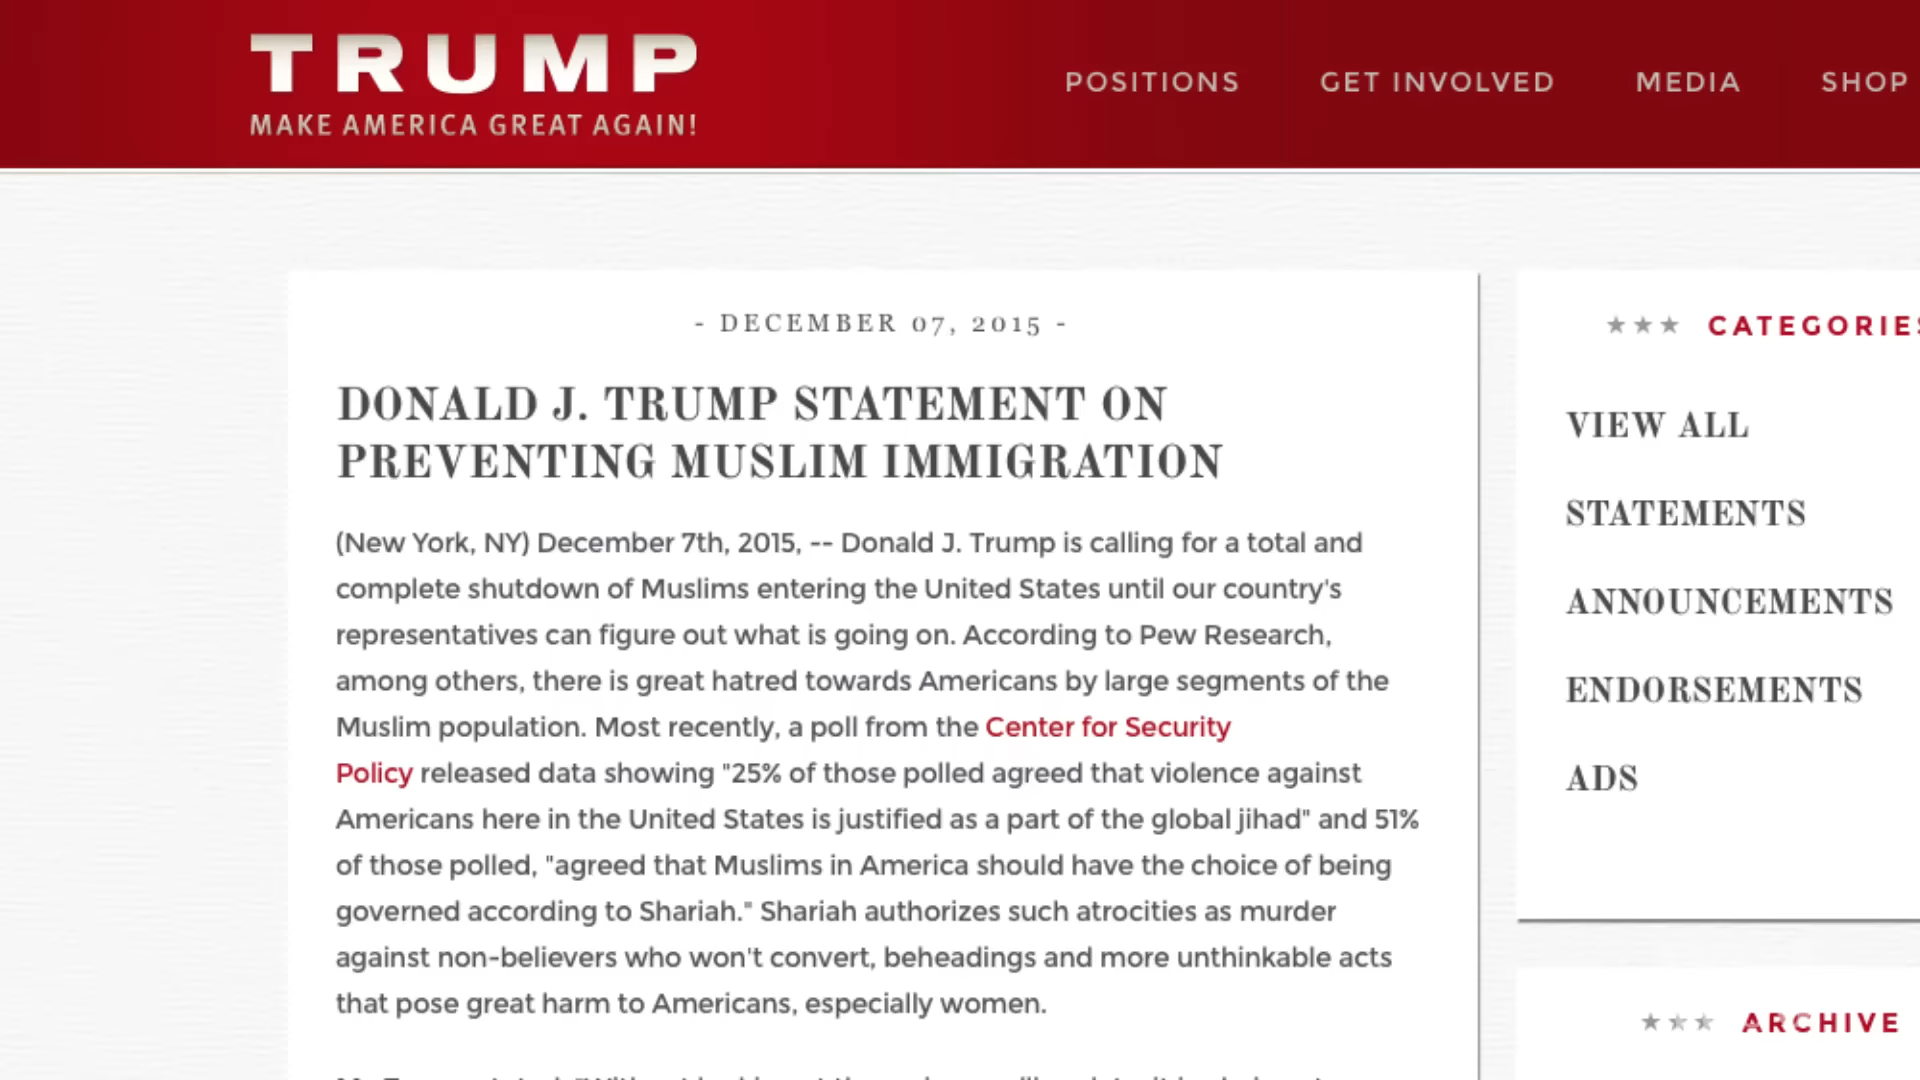 TRUMP
MAKE AMERICA GREAT AGAIN!
POSITIONS GET INVOLVED MEDIA SHOP
- DECEMBER 07, 2015 -
DONALD J. TRUMP STATEMENT ON
PREVENTING MUSLIM IMMIGRATION
(New York, NY) December 7th, 2015, -- Donald J. Trump is calling for a total and
complete shutdown of Muslims entering the United States until our country's
representatives can figure out what is going on. According to Pew Research,
among others, there is great hatred towards Americans by large segments of the
Muslim population. Most recently, a poll from the Center for Security
Policy released data showing "25% of those polled agreed that violence against
Americans here in the United States is justified as a part of the global jihad" and 51%
of those polled, "agreed that Muslims in America should have the choice of being
governed according to Shariah." Shariah authorizes such atrocities as murder
against non-believers who won't convert, beheadings and more unthinkable acts
that pose great harm to Americans, especially women.
★★★ CATEGORIES
VIEW ALL
STATEMENTS
ANNOUNCEMENTS
ENDORSEMENTS
ADS
★★★ ARCHIVE